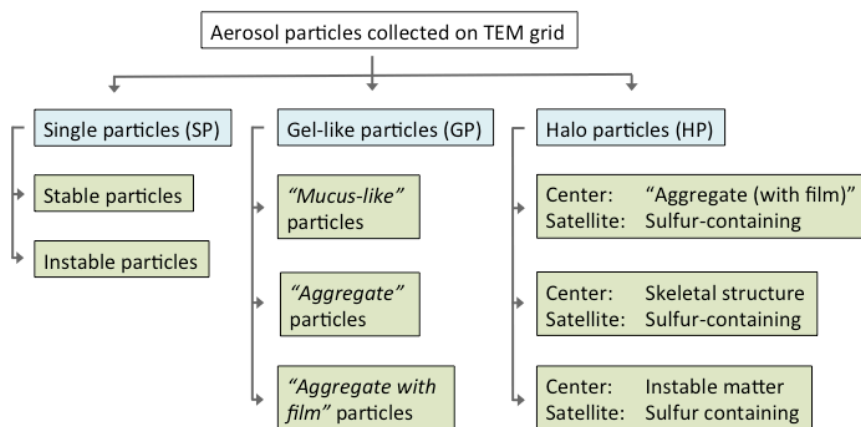 Aerosol particles collected on TEM grid
Single particles (SP)
Stable particles
Instable particles
Gel-like particles (GP)
“Mucus-like”
particles
“Aggregate”
particles
“Aggregate with
film” particles
Halo particles (HP)
Center: “Aggregate (with film)”
Satellite: Sulfur-containing
Center: Skeletal structure
Satellite: Sulfur-containing
Center: Instable matter
Satellite: Sulfur containing